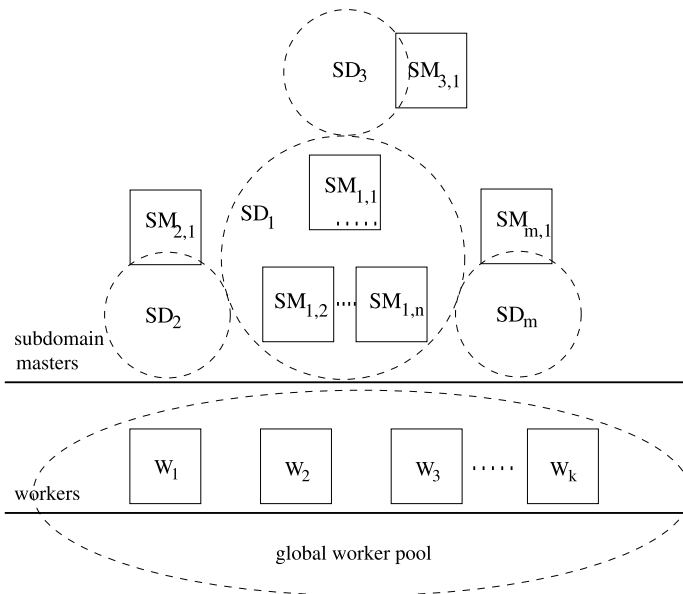 SD3 SM3,1
SM1,1
SD1
SM2,1 SMm,1
SM1,2 SM1,n
SD2 SDm
subdomain
masters
W1 W2 W3 Wk
workers
global worker pool